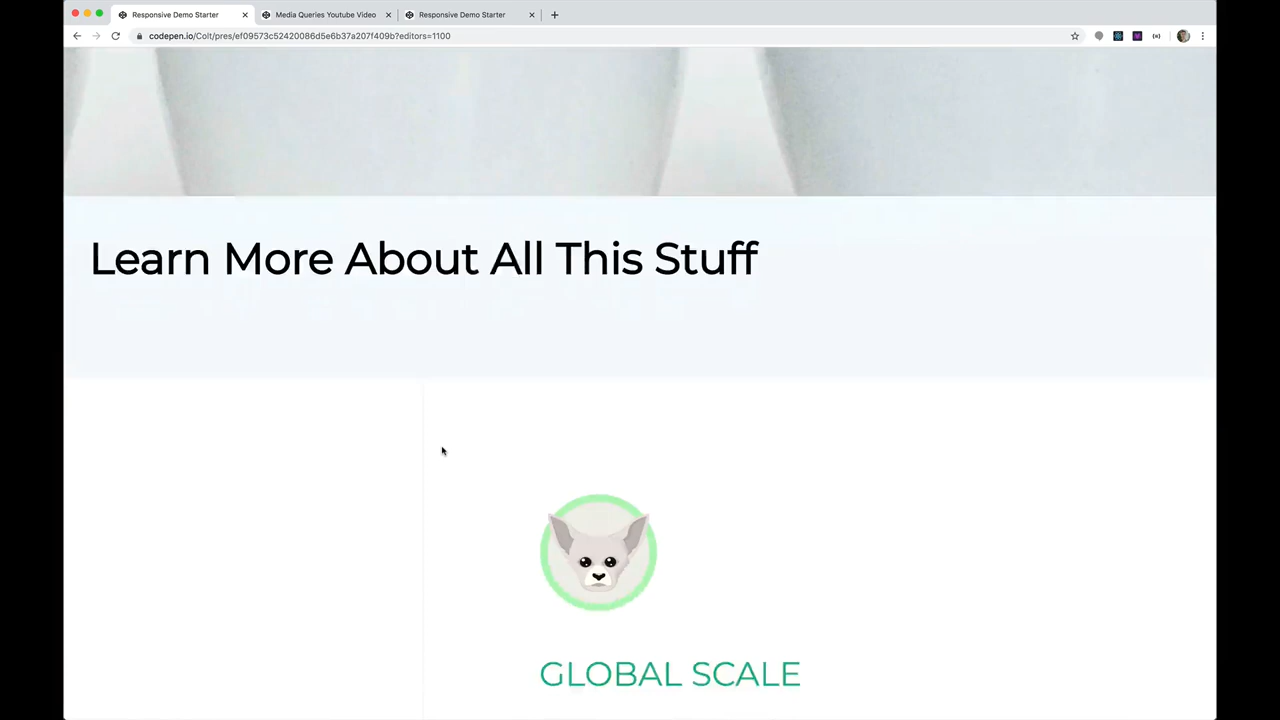 Responsive Demo Starter
Media Queries Youtube Video
Responsive Demo Starter
codepen.io/Colt/pres/ef09573c52420086d5e6b37a207f409b?editors=1100
Learn More About All This Stuff
GLOBAL SCALE